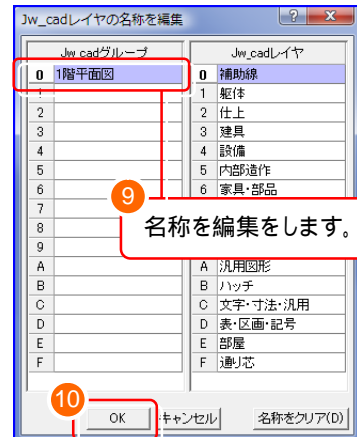 Jw_cadレイヤの名称を編集
Jw_cadグループ
Jw_cadレイヤ
0 1階平面図 0 補助線
1 1 躯体
2 2 仕上
3 3 建具
4 4 設備
5 5 内部造作
6 6 家具・部品
7
8
9
⑨
名称を編集をします。
A A 汎用図形
B B ハッチ
C C 文字・寸法・汎用
D D 表・区画・記号
E E 部屋
F F 通り芯
⑩
OK キャンセル 名称をクリア(D)